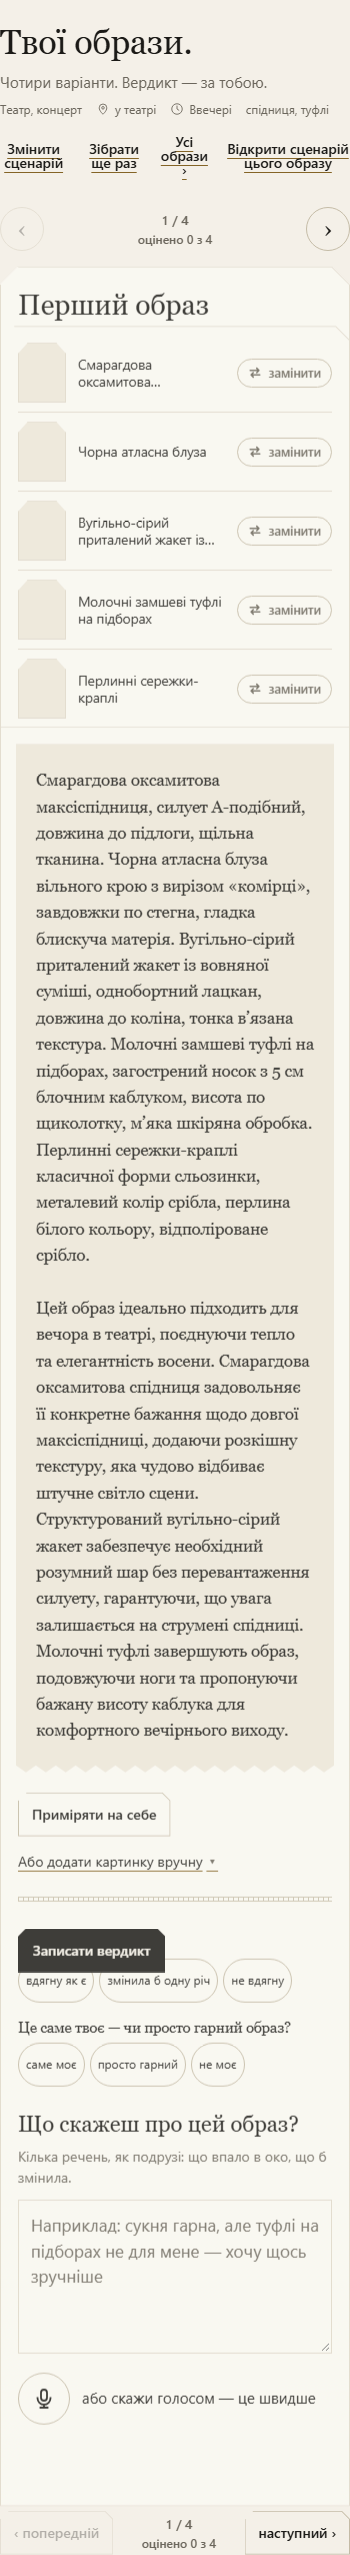 Твої образи.
Чотири варіанти. Вердикт — за тобою.
Театр, концерт у театрі Ввечері спідниця, туфлі
Змінити сценарій
Зібрати ще раз
Усі образи ›
Відкрити сценарій цього образу
‹
1 / 4
оцінено 0 з 4
›
Перший образ
Смарагдова
оксамитова...
замінити
Чорна атласна блуза
замінити
Вугільно-сірий
приталений жакет із...
замінити
Молочні замшеві туфлі
на підборах
замінити
Перлинні сережки-
краплі
замінити
Смарагдова оксамитова
максіспідниця, силует А-подібний,
довжина до підлоги, щільна
тканина. Чорна атласна блуза
вільного крою з вирізом «комірці»,
завдовжки по стегна, гладка
блискуча матерія. Вугільно-сірий
приталений жакет із вовняної
суміші, однобортний лацкан,
довжина до коліна, тонка в’язана
текстура. Молочні замшеві туфлі на
підборах, загострений носок з 5 см
блочним каблуком, висота по
щиколотку, м’яка шкіряна обробка.
Перлинні сережки-краплі
класичної форми сльозинки,
металевий колір срібла, перлина
білого кольору, відполіроване
срібло.
Цей образ ідеально підходить для
вечора в театрі, поєднуючи тепло
та елегантність восени. Смарагдова
оксамитова спідниця задовольняє
її конкретне бажання щодо довгої
максіспідниці, додаючи розкішну
текстуру, яка чудово відбиває
штучне світло сцени.
Структурований вугільно-сірий
жакет забезпечує необхідний
розумний шар без перевантаження
силуету, гарантуючи, що увага
залишається на струмені спідниці.
Молочні туфлі завершують образ,
подовжуючи ноги та пропонуючи
бажану висоту каблука для
комфортного вечірнього виходу.
Приміряти на себе
Або додати картинку вручну ▾
Записати вердикт
вдягну як є
змінила б одну річ
не вдягну
Це саме твоє — чи просто гарний образ?
саме моє
просто гарний
не моє
Що скажеш про цей образ?
Кілька речень, як подрузі: що впало в око, що б
змінила.
Наприклад: сукня гарна, але туфлі на
підборах не для мене — хочу щось
зручніше
або скажи голосом — це швидше
‹ попередній
1 / 4
оцінено 0 з 4
наступний ›